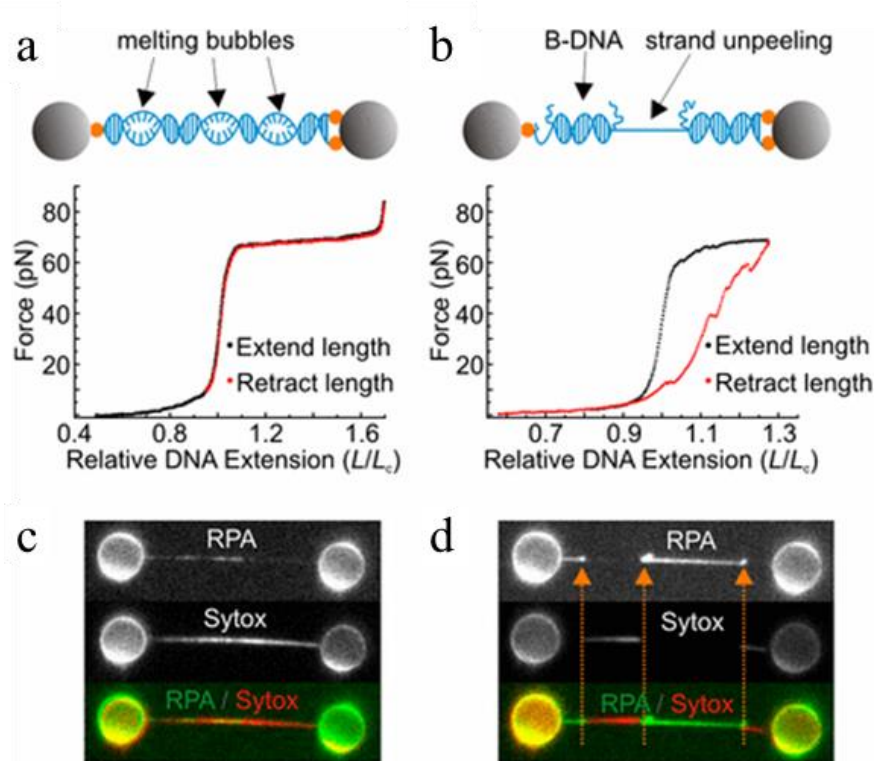 a
melting bubbles
80
60
40
20
Force (pN)
•Extend length
•Retract length
0.4 0.8 1.2 1.6
Relative DNA Extension (L/Lc)
b
B-DNA strand unpeeling
80
60
40
20
Force (pN)
•Extend length
•Retract length
0.7 0.9 1.1 1.3
Relative DNA Extension (L/Lc)
c
RPA
Sytox
RPA / Sytox
d
RPA
Sytox
RPA / Sytox